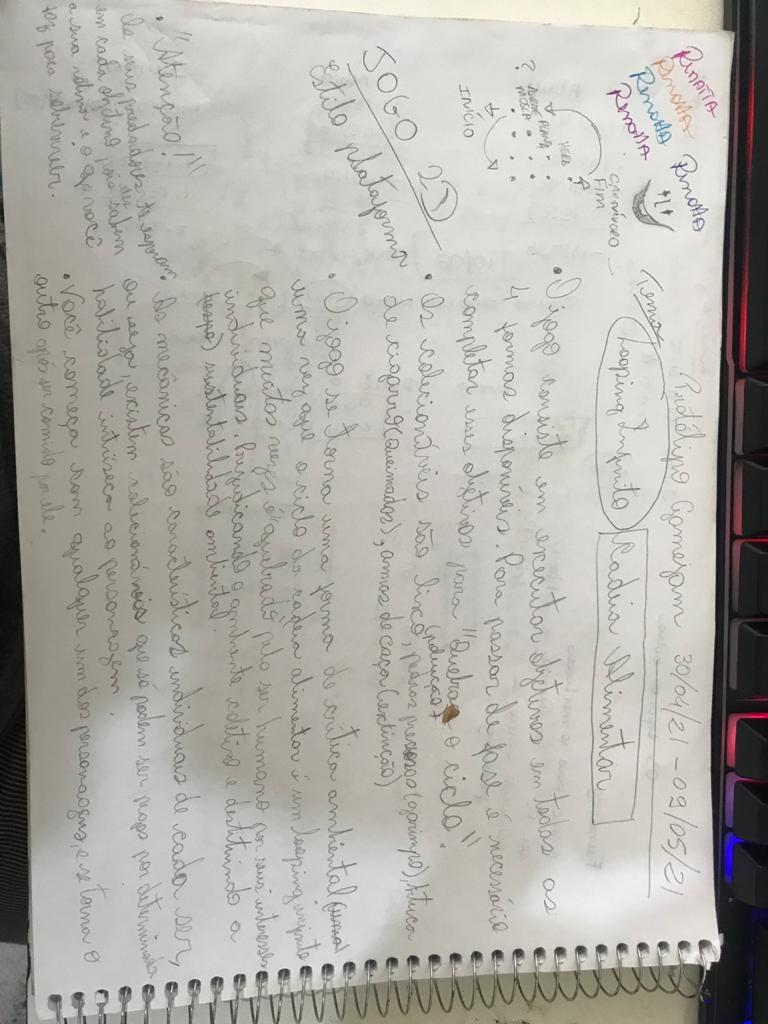 RINOTTA
RINOTTA
RINOTTA
RINOTTA
RINOTTA
Protótipo Gamejam 30/04/21 - 09/05/21
Tema
Looping Infinito
Cadeia Alimentar
CARNÍVORO
FIM
HERB
PLANTA
?
MOSCA
INÍCIO
JOGO 2D
Estilo plataforma
• O jogo consiste em executar objetivos em todas as
4 formas disponíveis. Para passar de fase é necessário
completar esses objetivos para "Quebrar o ciclo".
• Os colecionáveis são lixo (poluição), pedras preciosas (garimpo), bituca
de cigarro (queimadas), armas de caça (extinção)
• O jogo se torna uma forma de crítica ambiental (uma)
uma vez que o ciclo da cadeia alimentar é um looping infinito
que muitas vezes é "quebrado" pelo ser humano por seus interesses
individuais. Prejudicando o ambiente coletivo e destituindo a
sustentabilidade ambiental.
• As mecânicas são características individuais de cada ser,
ou seja, existem colecionáveis que só podem ser pegos por determinada
habilidade intrínseca ao personagem.
• Você começa com qualquer um dos personagens, e se torna o
outro após ser comido por ele.
• "Atenção!"
Os seus predadores te esperam
em cada objetivo pois eles sabem
a sua rotina e o que você
faz para sobreviver.